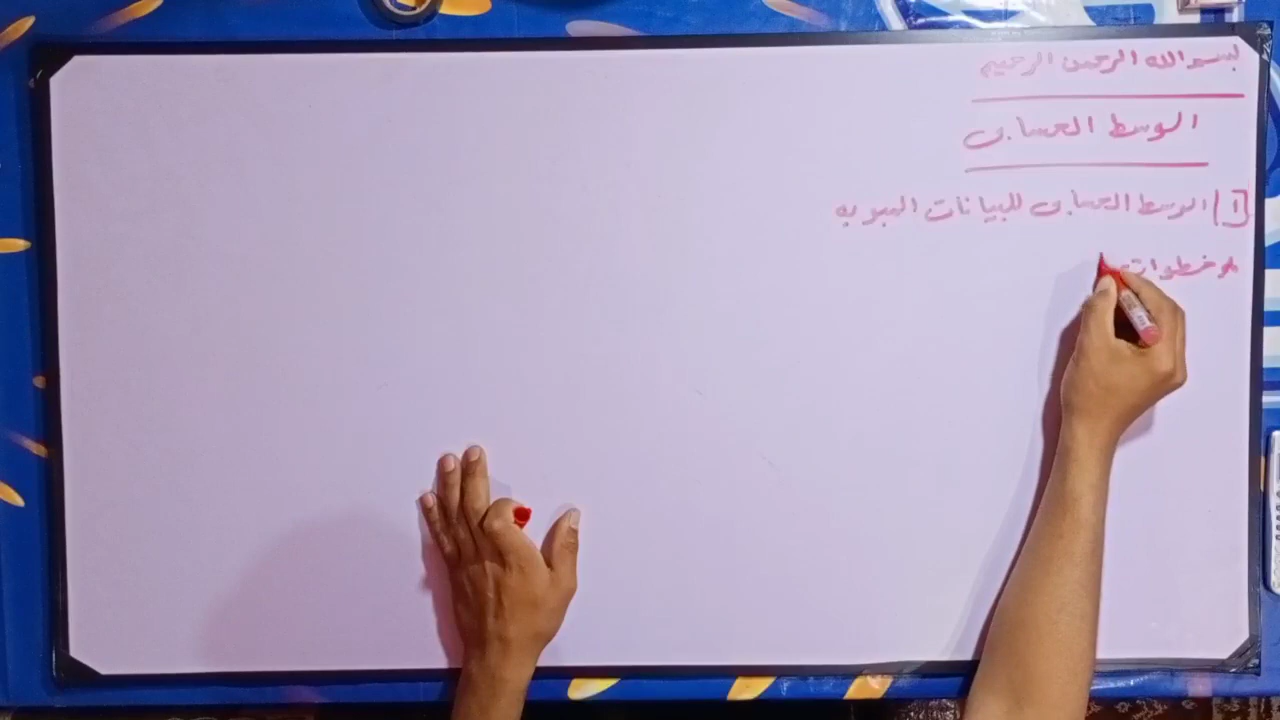 بسم الله الرحمن الرحيم
الوسط الحسابى
1) الوسط الحسابى للبيانات المبوبه
* خطوات